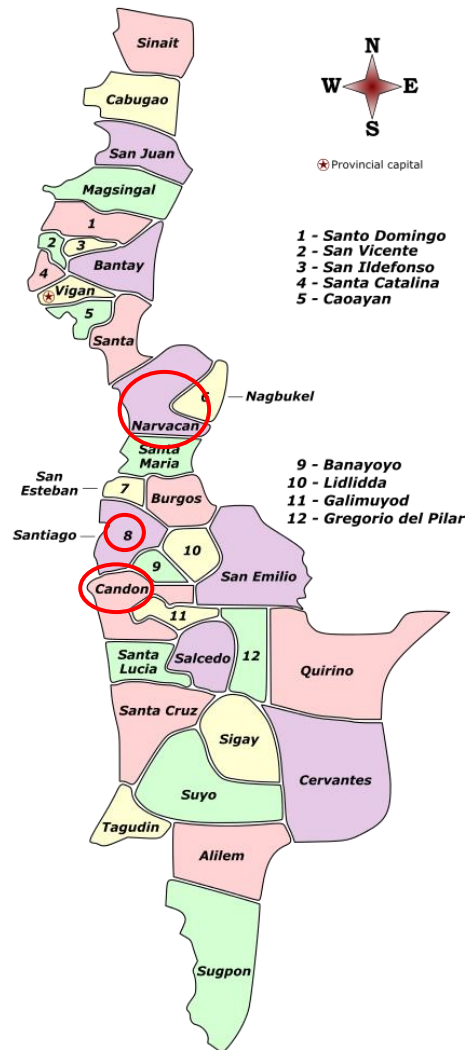 Sinait
N
Cabugao
W E
S
San Juan
Provincial capital
Magsingal
1
2
3
1 - Santo Domingo
2 - San Vicente
3 - San Ildefonso
4 - Santa Catalina
5 - Caoayan
Bantay
4
Vigan
5
Santa
6
Nagbukel
Narvacan
Santa
Maria
San
Esteban
7
Burgos
9 - Banayoyo
10 - Lidlidda
11 - Galimuyod
12 - Gregorio del Pilar
Santiago
8
10
9
San Emilio
Candon
11
Santa
Lucia
Salcedo
12
Quirino
Santa Cruz
Sigay
Cervantes
Suyo
Tagudin
Alilem
Sugpon